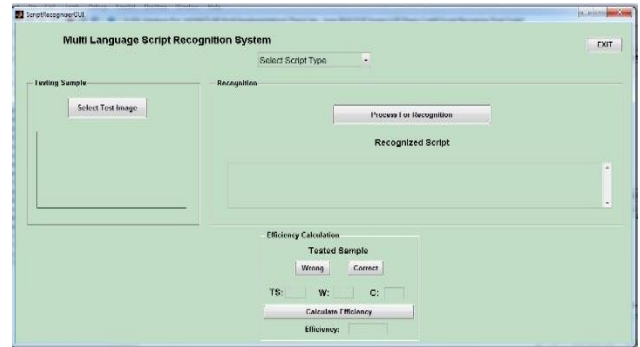 ScriptRecognizerGUI
Multi Language Script Recognition System
EXIT
Select Script Type
Testing Sample
Select Test Image
Recognition
Process For Recognition
Recognized Script
Efficiency Calculation
Tested Sample
Wrong
Correct
TS:
W:
C:
Calculate Efficiency
Efficiency: